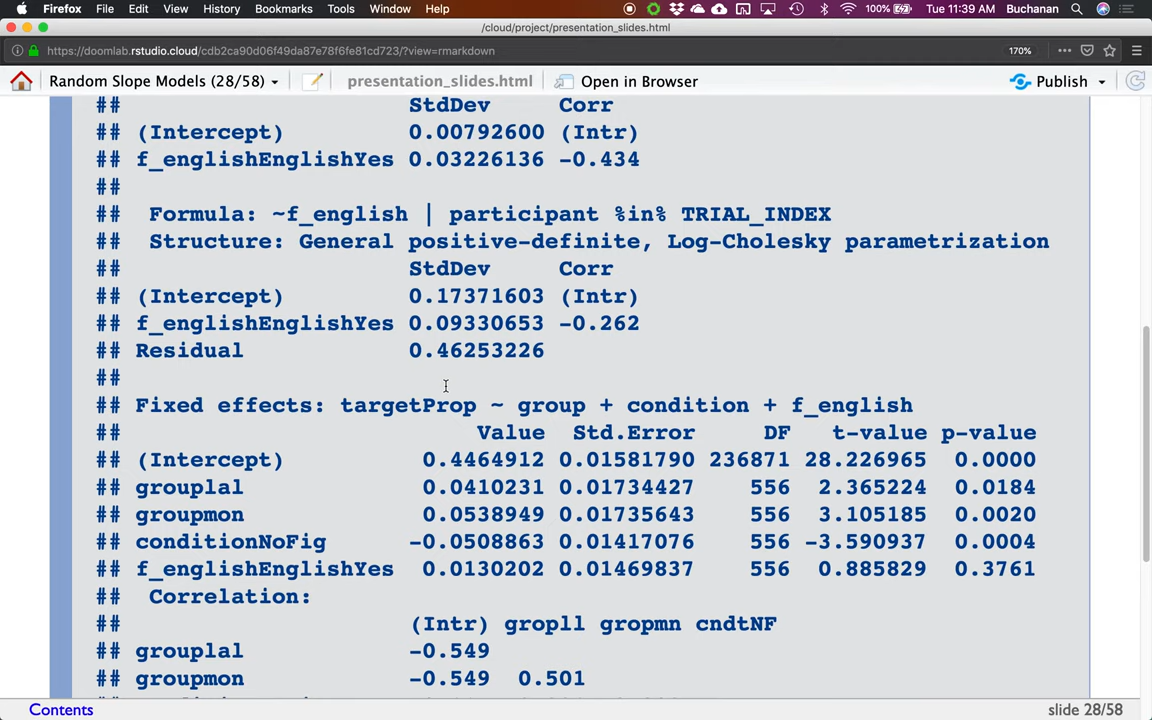 Firefox File Edit View History Bookmarks Tools Window Help 100% Tue 11:39 AM Buchanan
/cloud/project/presentation_slides.html
https://doomlab.rstudio.cloud/cdb2ca90d06f49da87e78f6fe81cd723/?view=rmarkdown 170%
Random Slope Models (28/58) presentation_slides.html Open in Browser Publish
## StdDev Corr
## (Intercept) 0.00792600 (Intr)
## f_englishEnglishYes 0.03226136 -0.434
##
## Formula: ~f_english | participant %in% TRIAL_INDEX
## Structure: General positive-definite, Log-Cholesky parametrization
## StdDev Corr
## (Intercept) 0.17371603 (Intr)
## f_englishEnglishYes 0.09330653 -0.262
## Residual 0.46253226
##
## Fixed effects: targetProp ~ group + condition + f_english
## Value Std.Error DF t-value p-value
## (Intercept) 0.4464912 0.01581790 236871 28.226965 0.0000
## grouplal 0.0410231 0.01734427 556 2.365224 0.0184
## groupmon 0.0538949 0.01735643 556 3.105185 0.0020
## conditionNoFig -0.0508863 0.01417076 556 -3.590937 0.0004
## f_englishEnglishYes 0.0130202 0.01469837 556 0.885829 0.3761
## Correlation:
## (Intr) gropll gropmn cndtNF
## grouplal -0.549
## groupmon -0.549 0.501
Contents slide 28/58